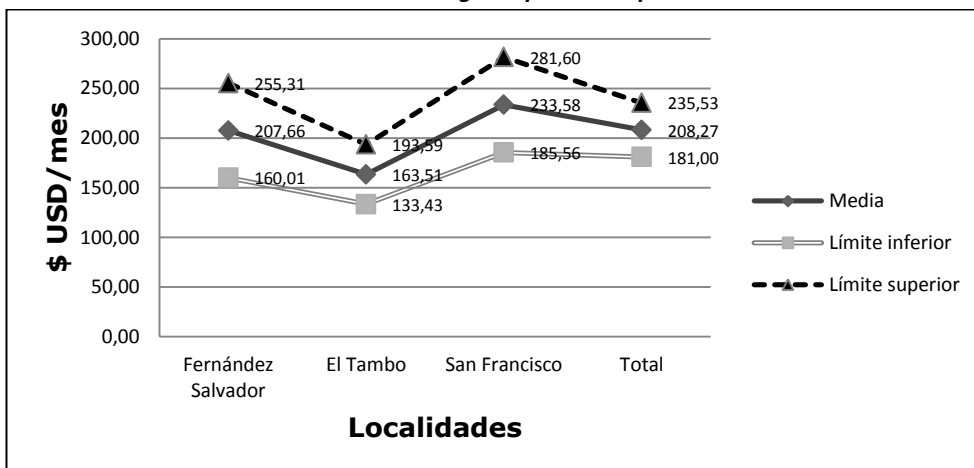 300,00
250,00
200,00
150,00
100,00
50,00
0,00
$ USD/mes
255,31
207,66
160,01
193,59
163,51
133,43
281,60
233,58
185,56
235,53
208,27
181,00
Fernández
Salvador
El Tambo
San Francisco
Total
Localidades
Media
Límite inferior
Límite superior